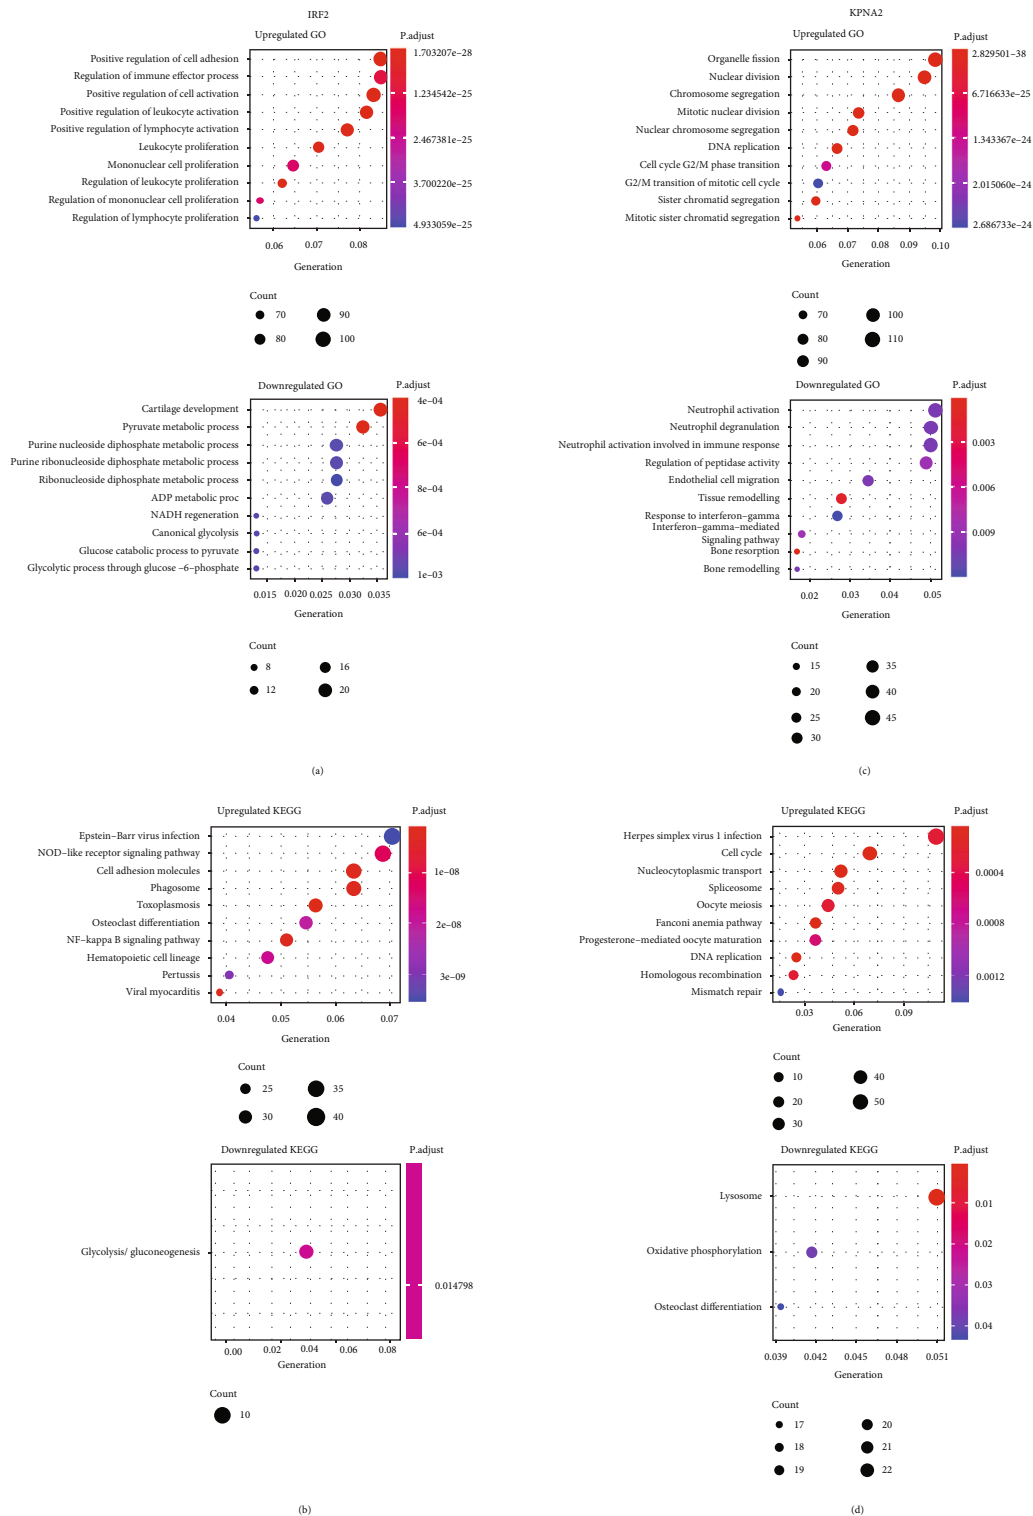 IRF2
Upregulated GO
P.adjust
Positive regulation of cell adhesion
Regulation of immune effector process
Positive regulation of cell activation
Positive regulation of leukocyte activation
Positive regulation of lymphocyte activation
Leukocyte proliferation
Mononuclear cell proliferation
Regulation of leukocyte proliferation
Regulation of mononuclear cell proliferation
Regulation of lymphocyte proliferation
1.703207e−28
1.234542e−25
2.467381e−25
3.700220e−25
4.933059e−25
0.06 0.07 0.08
Generation
Count
70 90
80 100
Downregulated GO
P.adjust
Cartilage development
Pyruvate metabolic process
Purine nucleoside diphosphate metabolic process
Purine ribonucleoside diphosphate metabolic process
Ribonucleoside diphosphate metabolic process
ADP metabolic proc
NADH regeneration
Canonical glycolysis
Glucose catabolic process to pyruvate
Glycolytic process through glucose −6−phosphate
4e−04
6e−04
8e−04
6e−04
1e−03
0.015 0.020 0.025 0.030 0.035
Generation
Count
8 16
12 20
(a)
KPNA2
Upregulated GO
P.adjust
Organelle fission
Nuclear division
Chromosome segregation
Mitotic nuclear division
Nuclear chromosome segregation
DNA replication
Cell cycle G2/M phase transition
G2/M transition of mitotic cell cycle
Sister chromatid segregation
Mitotic sister chromatid segregation
2.829501−38
6.716633e−25
1.343367e−24
2.015060e−24
2.686733e−24
0.06 0.07 0.08 0.09 0.10
Generation
Count
70 100
80 110
90
Downregulated GO
P.adjust
Neutrophil activation
Neutrophil degranulation
Neutrophil activation involved in immune response
Regulation of peptidase activity
Endothelial cell migration
Tissue remodelling
Response to interferon−gamma
Interferon−gamma−mediated
Signaling pathway
Bone resorption
Bone remodelling
0.003
0.006
0.009
0.02 0.03 0.04 0.05
Generation
Count
15 35
20 40
25 45
30
(c)
Upregulated KEGG
P.adjust
Epstein−Barr virus infection
NOD−like receptor signaling pathway
Cell adhesion molecules
Phagosome
Toxoplasmosis
Osteoclast differentiation
NF−kappa B signaling pathway
Hematopoietic cell lineage
Pertussis
Viral myocarditis
1e−08
2e−08
3e−09
0.04 0.05 0.06 0.07
Generation
Count
25 35
30 40
Downregulated KEGG
P.adjust
Glycolysis/ gluconeogenesis
0.014798
0.00 0.02 0.04 0.06 0.08
Generation
Count
10
(b)
Upregulated KEGG
P.adjust
Herpes simplex virus 1 infection
Cell cycle
Nucleocytoplasmic transport
Spliceosome
Oocyte meiosis
Fanconi anemia pathway
Progesterone−mediated oocyte maturation
DNA replication
Homologous recombination
Mismatch repair
0.0004
0.0008
0.0012
0.03 0.06 0.09
Generation
Count
10 40
20 50
30
Downregulated KEGG
P.adjust
Lysosome
Oxidative phosphorylation
Osteoclast differentiation
0.01
0.02
0.03
0.04
0.039 0.042 0.045 0.048 0.051
Generation
Count
17 20
18 21
19 22
(d)